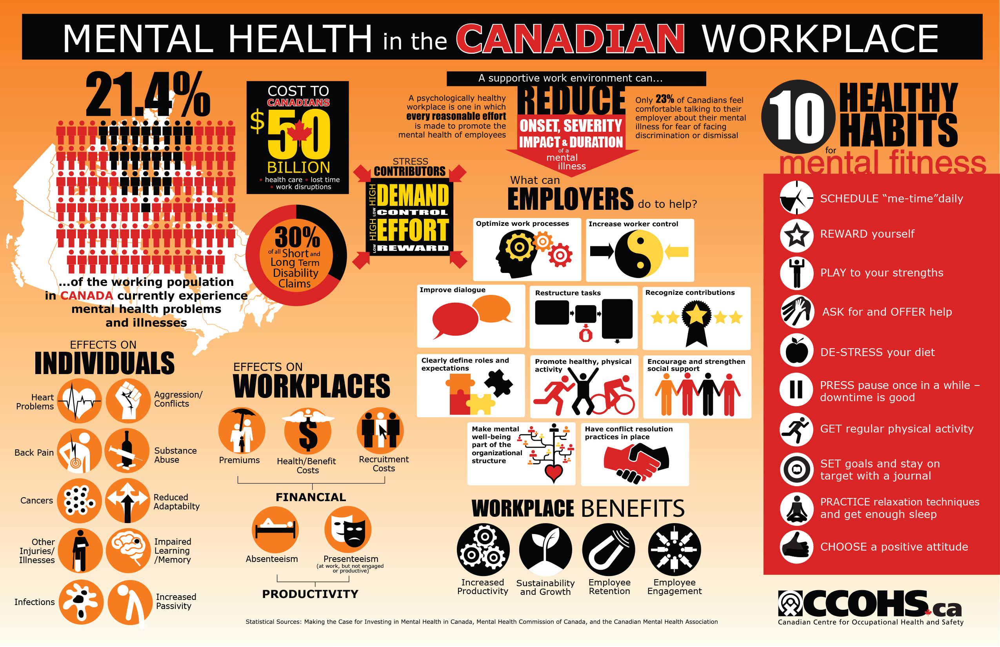 MENTAL HEALTH in the CANADIAN WORKPLACE
21.4%
...of the working population
in CANADA currently experience
mental health problems
and illnesses
COST TO
CANADIANS
$50
BILLION
• health care • lost time
• work disruptions
30%
of all Short and
Long Term
Disability
Claims
STRESS
CONTRIBUTORS
HIGH DEMAND
LOW CONTROL
HIGH EFFORT
LOW REWARD
A supportive work environment can...
REDUCE
ONSET, SEVERITY
IMPACT & DURATION
of a
mental
illness
A psychologically healthy
workplace is one in which
every reasonable effort
is made to promote the
mental health of employees
Only 23% of Canadians feel
comfortable talking to their
employer about their mental
illness for fear of facing
discrimination or dismissal
What can
EMPLOYERS do to help?
Optimize work processes
Increase worker control
Improve dialogue
Restructure tasks
Recognize contributions
Clearly define roles and
expectations
Promote healthy, physical
activity
Encourage and strengthen
social support
Make mental
well-being
part of the
organizational
structure
Have conflict resolution
practices in place
WORKPLACE BENEFITS
Increased
Productivity
Sustainability
and Growth
Employee
Retention
Employee
Engagement
EFFECTS ON
INDIVIDUALS
Heart
Problems
Aggression/
Conflicts
Back Pain
Substance
Abuse
Cancers
Reduced
Adaptabilty
Other
Injuries/
Illnesses
Impaired
Learning
/Memory
Infections
Increased
Passivity
EFFECTS ON
WORKPLACES
Premiums
Health/Benefit
Costs
$
Recruitment
Costs
FINANCIAL
Absenteeism
Presenteeism
(at work, but not engaged
or productive)
PRODUCTIVITY
10 HEALTHY
HABITS
for
mental fitness
SCHEDULE “me-time”daily
REWARD yourself
PLAY to your strengths
ASK for and OFFER help
DE-STRESS your diet
PRESS pause once in a while –
downtime is good
GET regular physical activity
SET goals and stay on
target with a journal
PRACTICE relaxation techniques
and get enough sleep
CHOOSE a positive attitude
CCOHS.ca
Canadian Centre for Occupational Health and Safety
Statistical Sources: Making the Case for Investing in Mental Health in Canada, Mental Health Commission of Canada, and the Canadian Mental Health Association